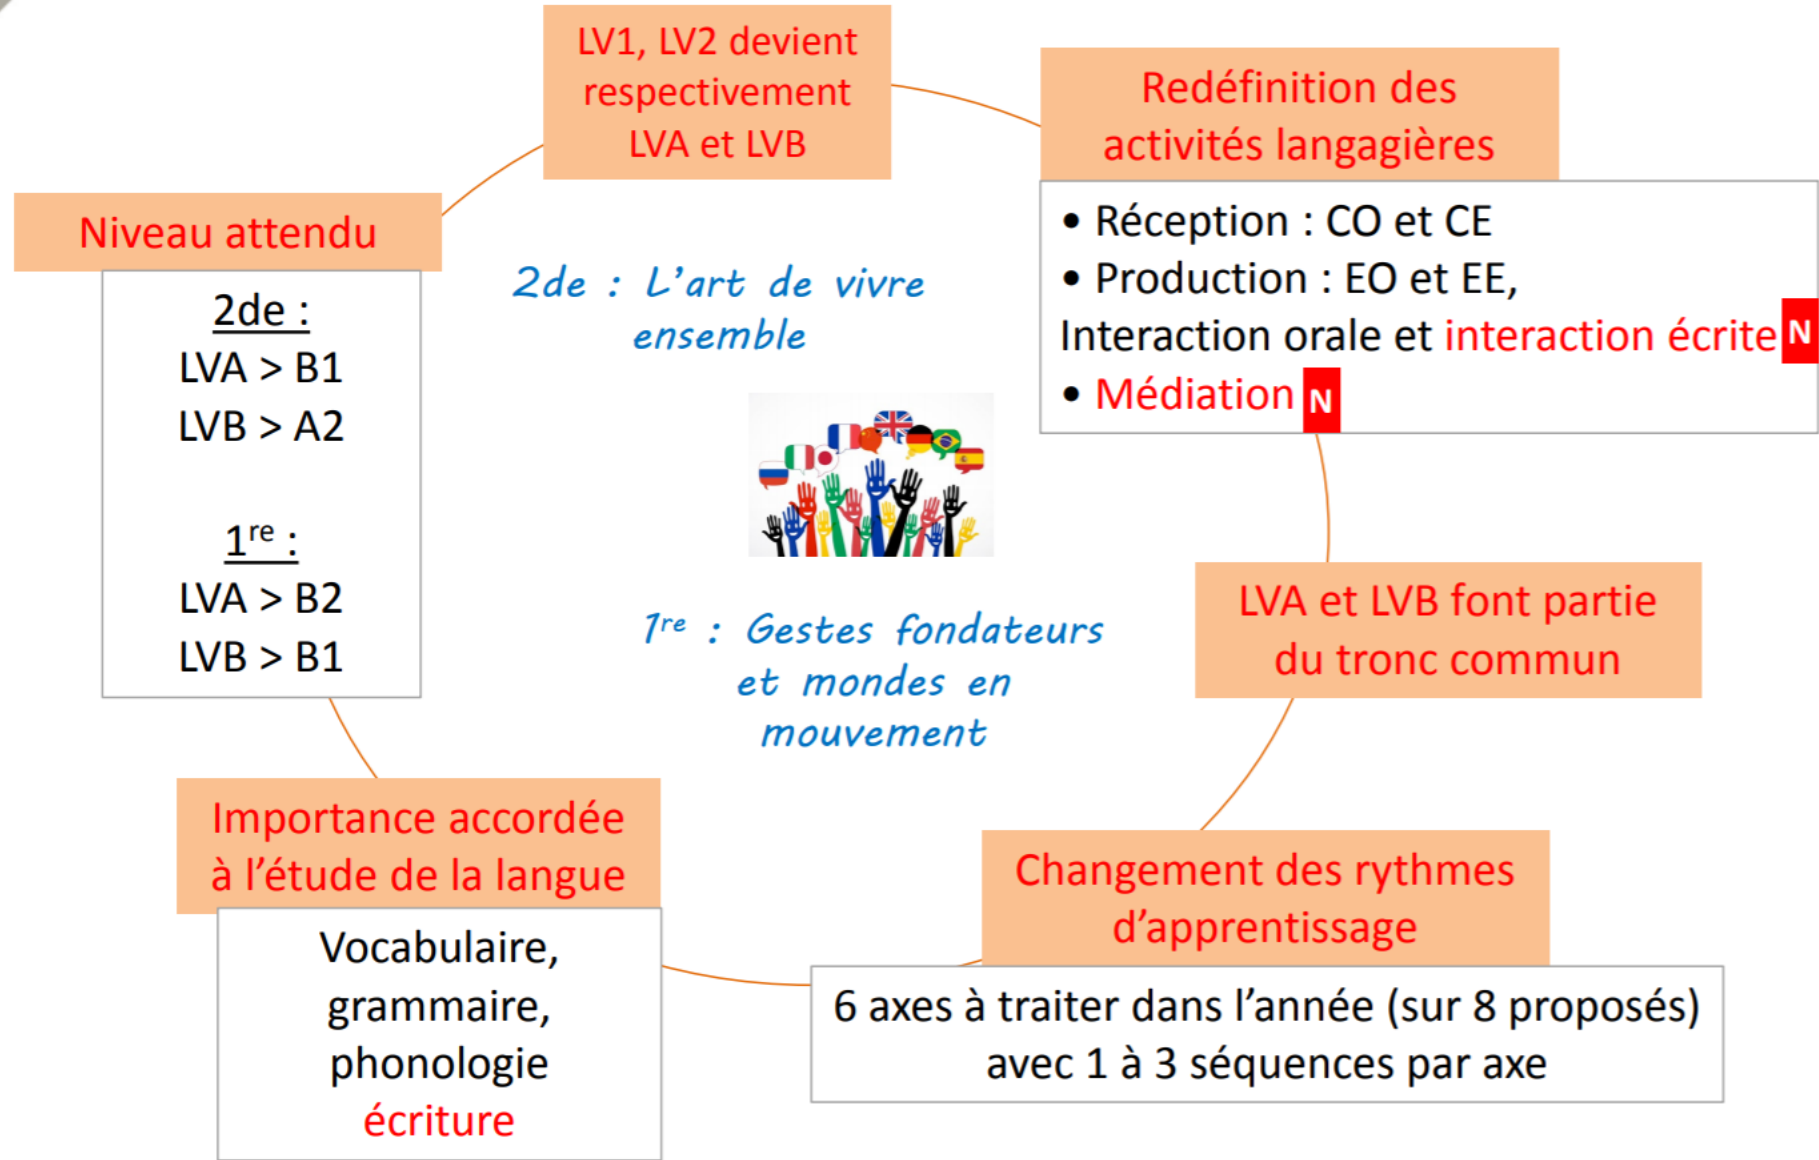 LV1, LV2 devient
respectivement
LVA et LVB
Redéfinition des
activités langagières
• Réception : CO et CE
• Production : EO et EE,
Interaction orale et interaction écrite N
• Médiation N
LVA et LVB font partie
du tronc commun
Changement des rythmes
d’apprentissage
6 axes à traiter dans l’année (sur 8 proposés)
avec 1 à 3 séquences par axe
Importance accordée
à l’étude de la langue
Vocabulaire,
grammaire,
phonologie
écriture
Niveau attendu
2de :
LVA > B1
LVB > A2
1re :
LVA > B2
LVB > B1
2de : L’art de vivre
ensemble
1re : Gestes fondateurs
et mondes en
mouvement